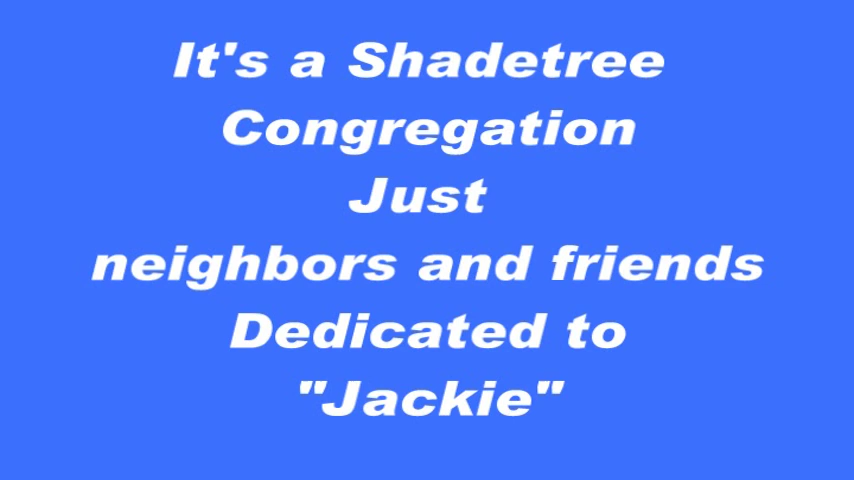 It's a Shadetree
Congregation
Just
neighbors and friends
Dedicated to
"Jackie"